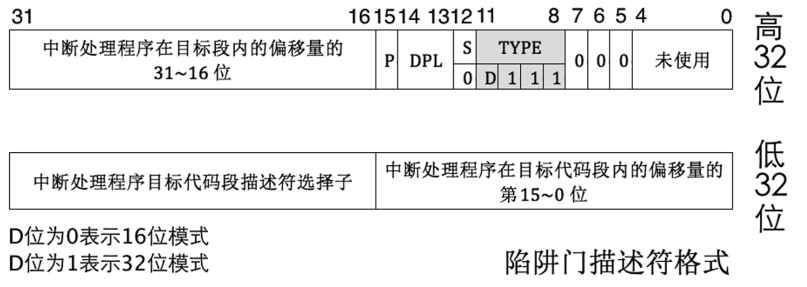 31 16 15 14 13 12 11 8 7 6 5 4 0
中断处理程序在目标段内的偏移量的
31~16 位
P
DPL
S
0
TYPE
D 1 1 1
0 0 0
未使用
高32位
中断处理程序目标代码段描述符选择子
中断处理程序在目标代码段内的偏移量的
第15~0 位
低32位
D位为0表示16位模式
D位为1表示32位模式
陷阱门描述符格式